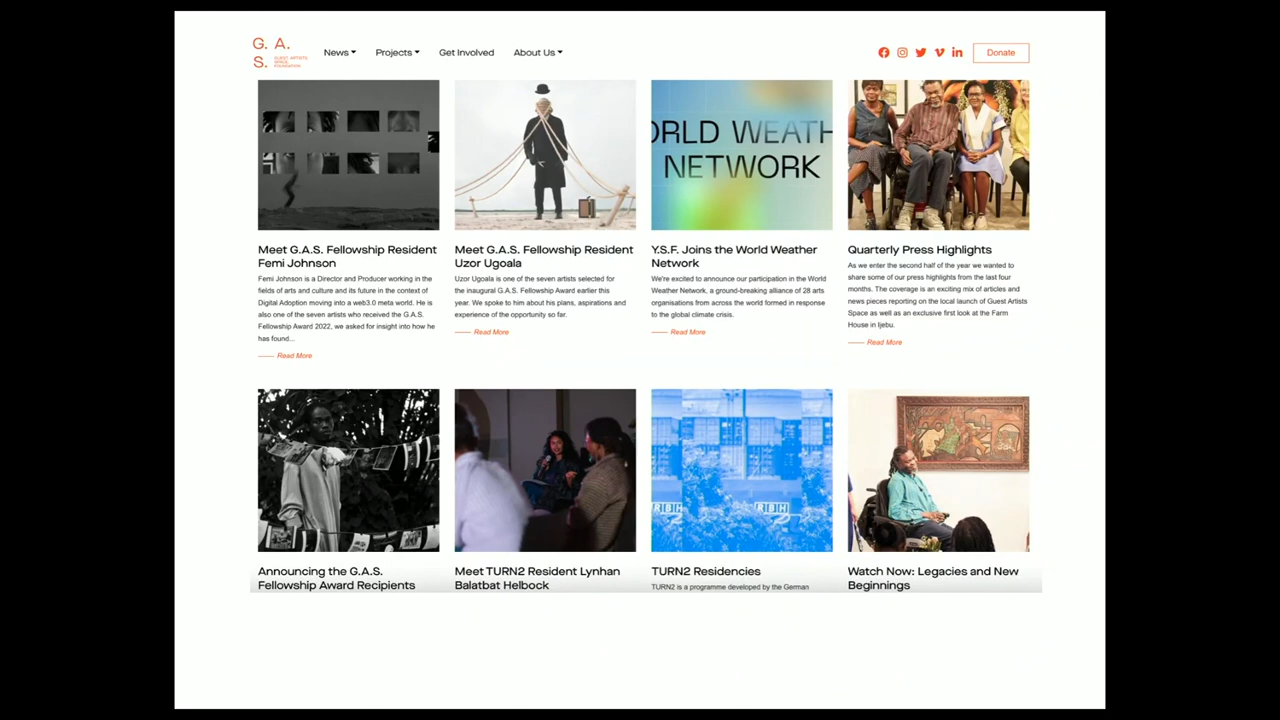 G. A.
S. GUEST ARTISTS
SPACE
FOUNDATION
News
Projects
Get Involved
About Us
Donate
ORLD WEATH
NETWORK
Meet G.A.S. Fellowship Resident
Femi Johnson
Femi Johnson is a Director and Producer working in the
fields of arts and culture and its future in the context of
Digital Adoption moving into a web3.0 meta world. He is
also one of the seven artists who received the G.A.S.
Fellowship Award 2022, we asked for insight into how he
has found...
Read More
Meet G.A.S. Fellowship Resident
Uzor Ugoala
Uzor Ugoala is one of the seven artists selected for
the inaugural G.A.S. Fellowship Award earlier this
year. We spoke to him about his plans, aspirations and
experience of the opportunity so far.
Read More
Y.S.F. Joins the World Weather
Network
We're excited to announce our participation in the World
Weather Network, a ground-breaking alliance of 28 arts
organisations from across the world formed in response
to the global climate crisis.
Read More
Quarterly Press Highlights
As we enter the second half of the year we wanted to
share some of our press highlights from the last four
months. The coverage is an exciting mix of articles and
news pieces reporting on the local launch of Guest Artists
Space as well as an exclusive first look at the Farm
House in Ijebu.
Read More
RBH
RBH
Announcing the G.A.S.
Fellowship Award Recipients
Meet TURN2 Resident Lynhan
Balatbat Helbock
TURN2 Residencies
TURN2 is a programme developed by the German
Watch Now: Legacies and New
Beginnings